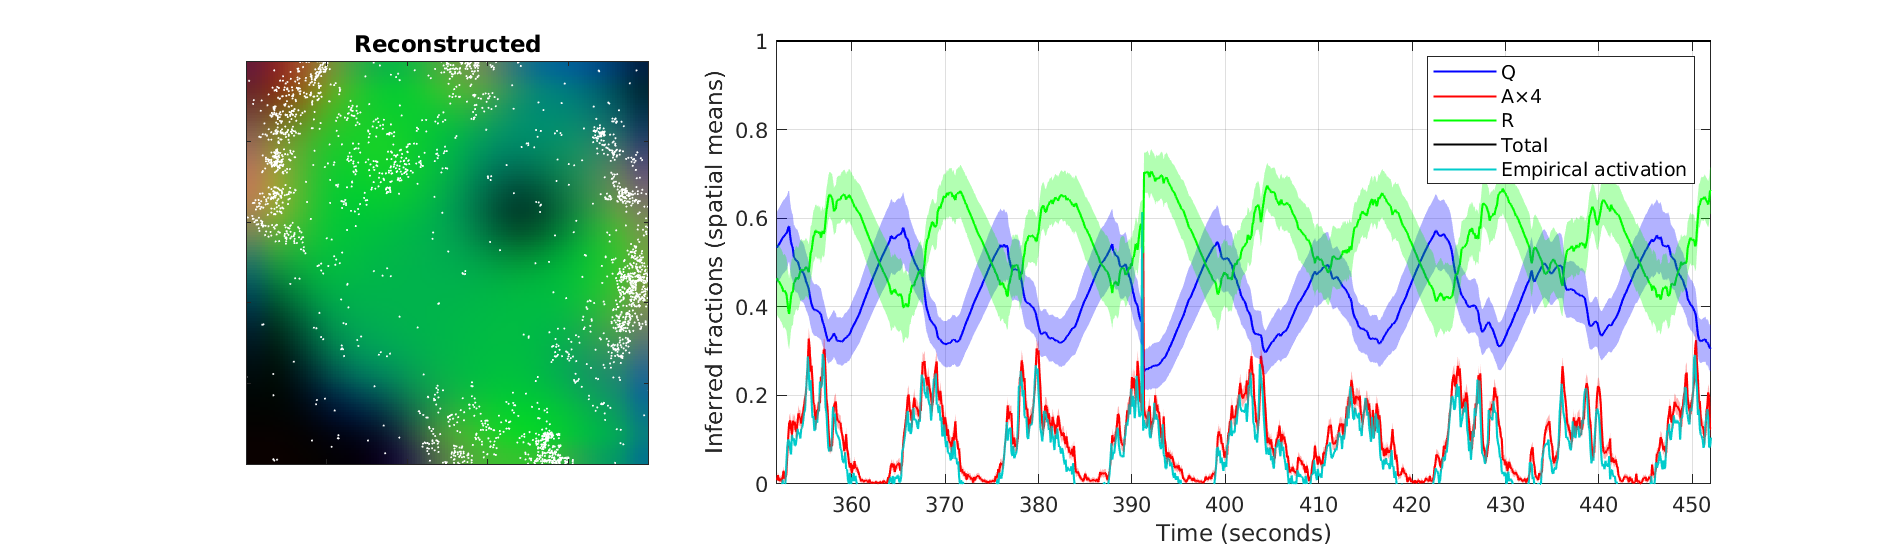 Reconstructed
Inferred fractions (spatial means)
1
0.8
0.6
0.4
0.2
0
Q
A×4
R
Total
Empirical activation
360 370 380 390 400 410 420 430 440 450
Time (seconds)